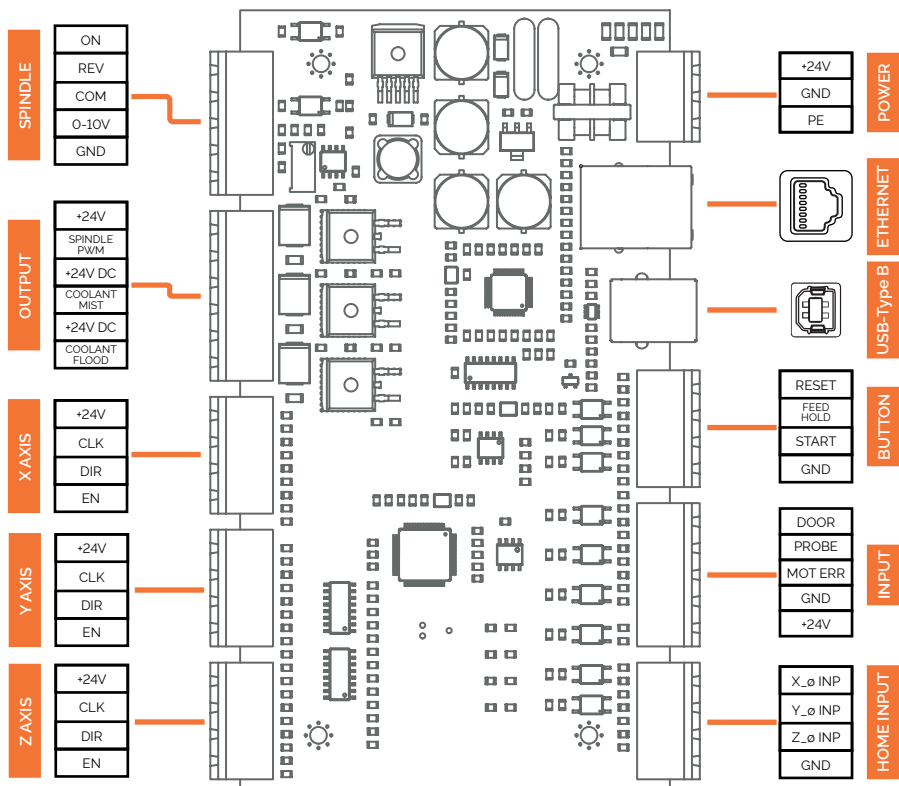 SPINDLE
ON
REV
COM
0-10V
GND
OUTPUT
+24V
SPINDLE
PWM
+24V DC
COOLANT
MIST
+24V DC
COOLANT
FLOOD
X AXIS
+24V
CLK
DIR
EN
Y AXIS
+24V
CLK
DIR
EN
Z AXIS
+24V
CLK
DIR
EN
+24V
GND
PE
POWER
ETHERNET
USB-Type B
RESET
FEED
HOLD
START
GND
BUTTON
DOOR
PROBE
MOT ERR
GND
+24V
INPUT
X_ø INP
Y_ø INP
Z_ø INP
GND
HOME INPUT